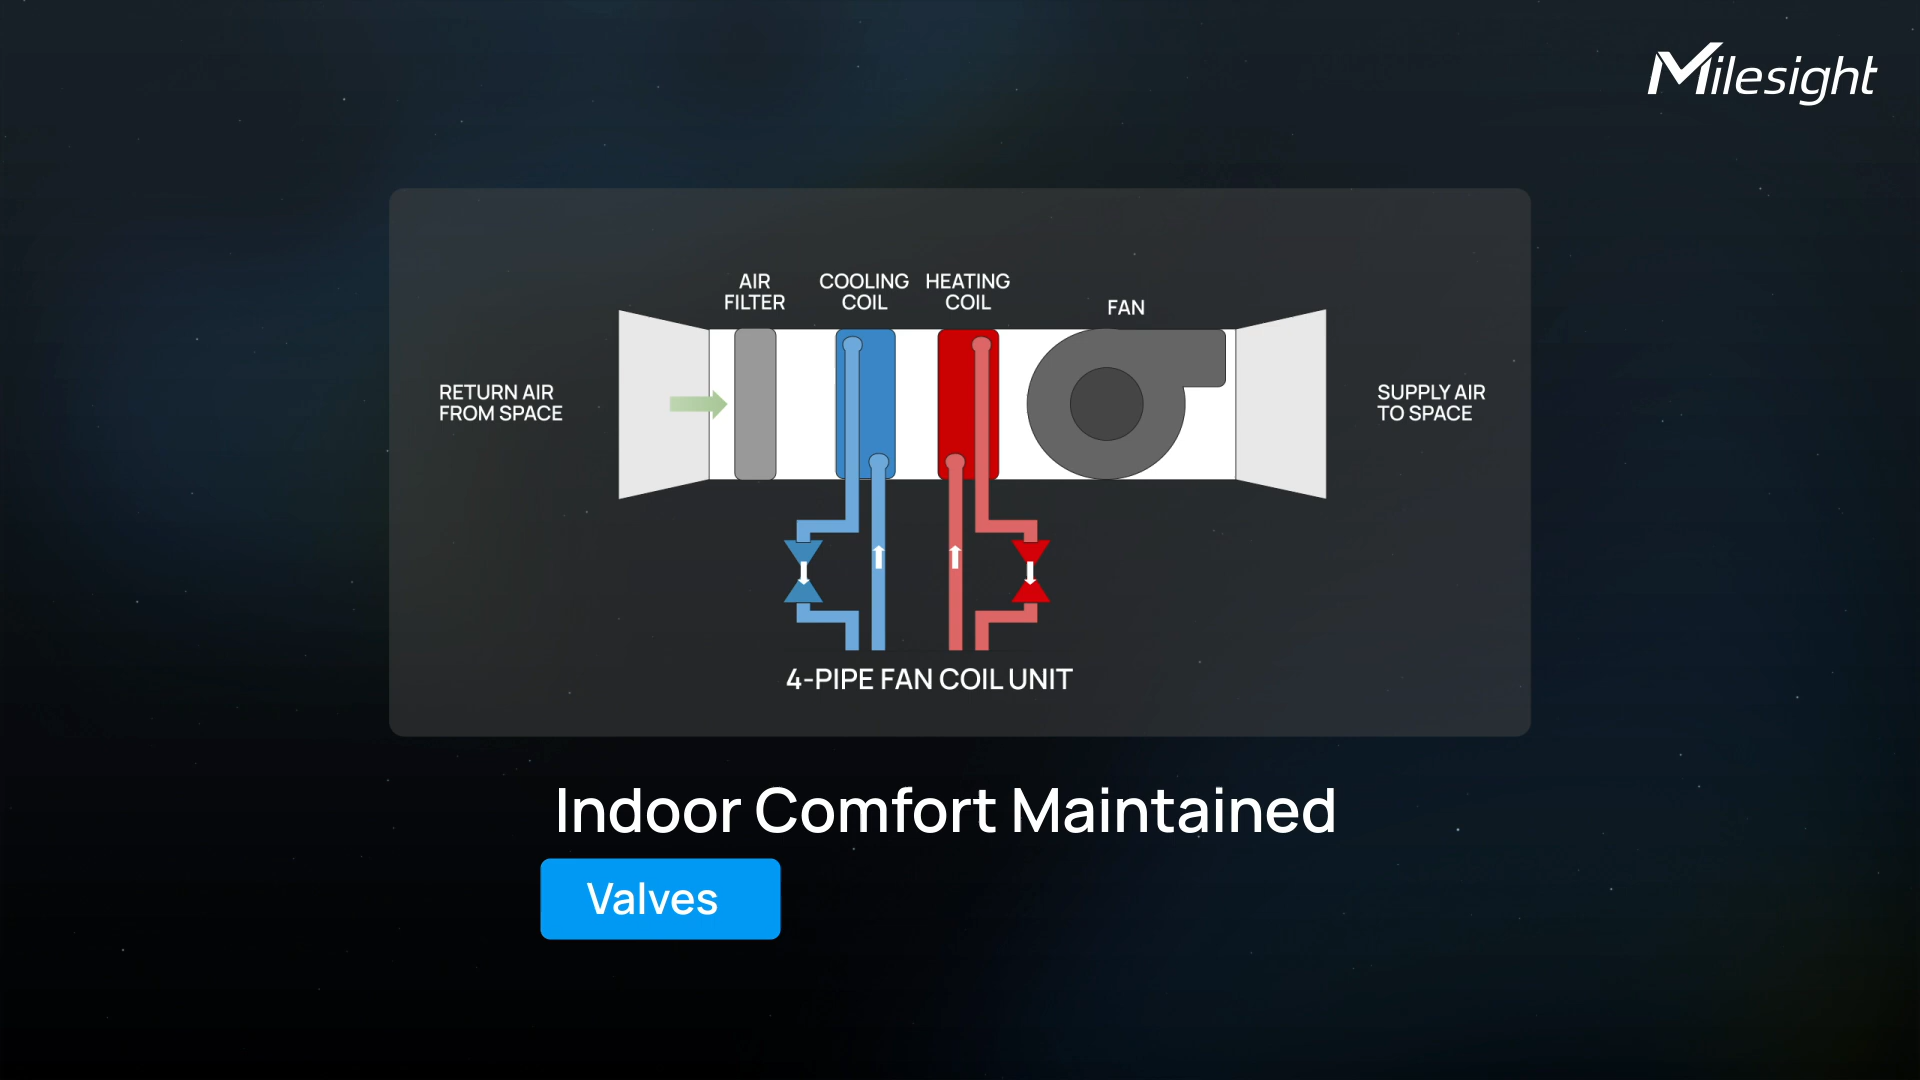 Milesight
AIR
FILTER
COOLING
COIL
HEATING
COIL
FAN
RETURN AIR
FROM SPACE
SUPPLY AIR
TO SPACE
4-PIPE FAN COIL UNIT
Indoor Comfort Maintained
Valves